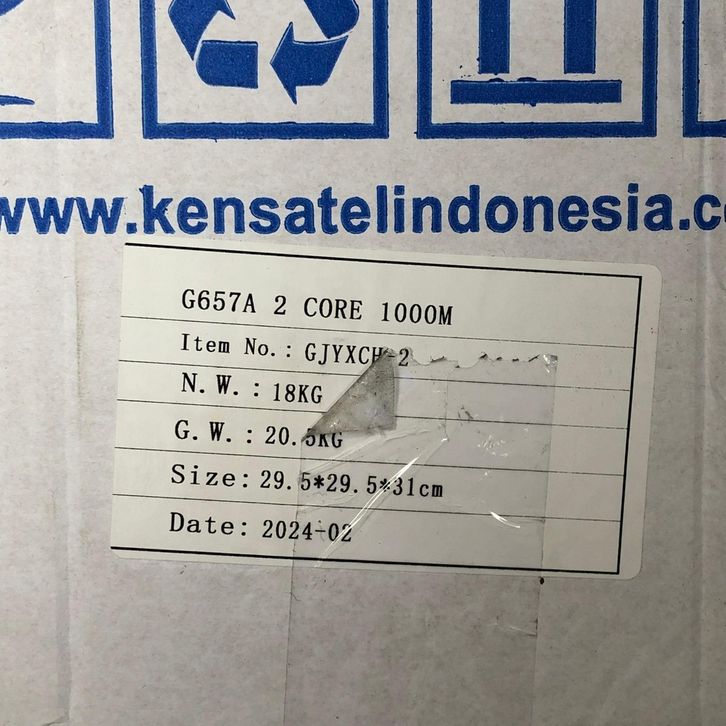 www.kensatelindonesia.c
G657A 2 CORE 1000M
Item No.: GJYXCH-2
N.W.: 18KG
G.W.: 20.5KG
Size: 29.5*29.5*31cm
Date: 2024-02